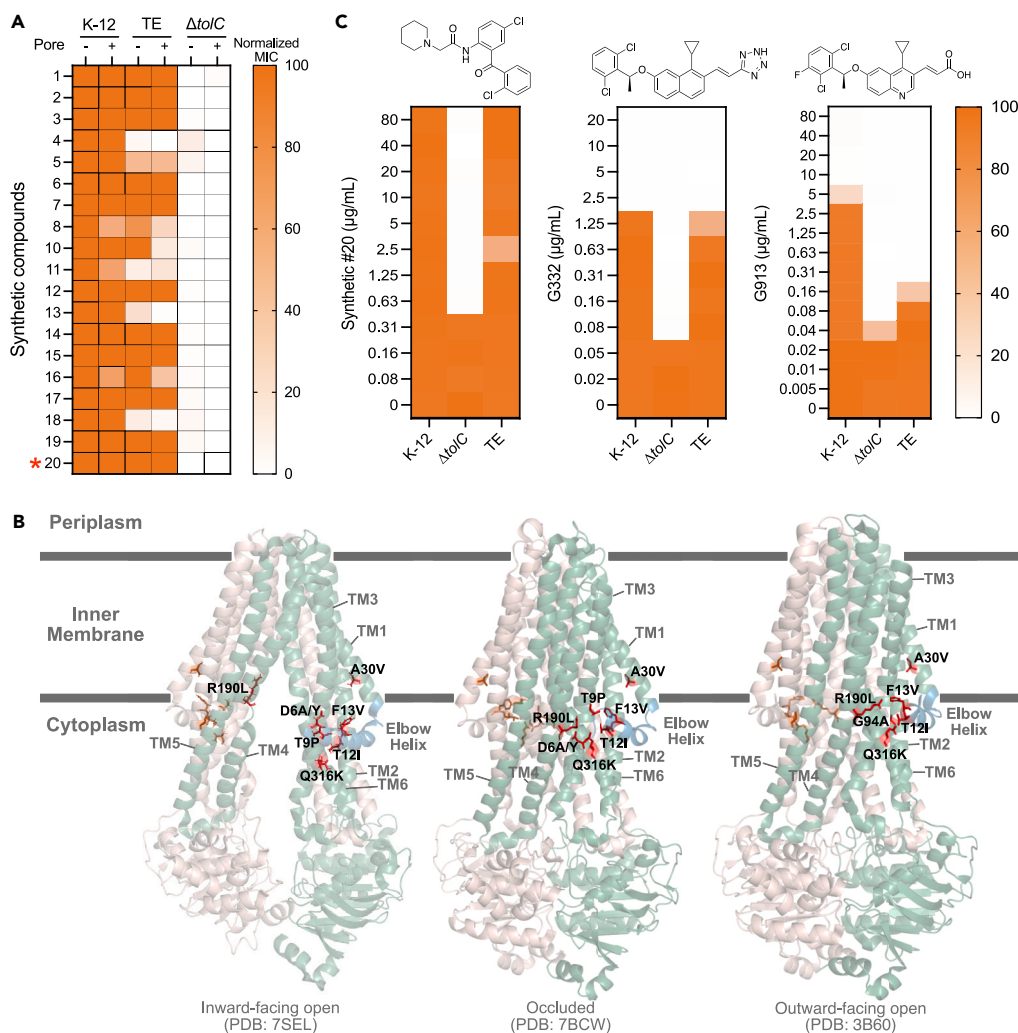 A
K-12 TE ΔtolC
Pore - + - + - +
Normalized
MIC
1
2
3
4
5
6
7
8
10
11
12
13
14
15
16
17
18
19
* 20
Synthetic compounds
100
80
60
40
20
0
C
N
O
NH
Cl
O
Cl
Synthetic #20 (µg/mL)
80
40
20
10
5
2.5
1.25
0.63
0.31
0.16
0.08
0
K-12 ΔtolC TE
Cl
O
Cl
N NH
N N
G332 (µg/mL)
20
10
5
2.5
1.25
0.63
0.31
0.16
0.08
0.05
0.02
0
K-12 ΔtolC TE
Cl
F
O
Cl
N
O
OH
G913 (µg/mL)
80
40
20
10
5
2.5
1.25
0.63
0.31
0.16
0.08
0.04
0.02
0.01
0.005
0
K-12 ΔtolC TE
100
80
60
40
20
0
B
Periplasm
Inner
Membrane
Cytoplasm
TM3
TM1
A30V
R190L
D6A/Y F13V
T9P T12I
Elbow
Helix
Q316K
TM5
TM4
TM2
TM6
Inward-facing open
(PDB: 7SEL)
TM3
TM1
A30V
T9P
F13V
R190L
D6A/Y T12I
Elbow
Helix
Q316K
TM2
TM5
TM4
TM6
Occluded
(PDB: 7BCW)
TM3
TM1
A30V
R190L F13V
G94A
T12I
Elbow
Helix
Q316K
TM2
TM5
TM4
TM6
Outward-facing open
(PDB: 3B60)